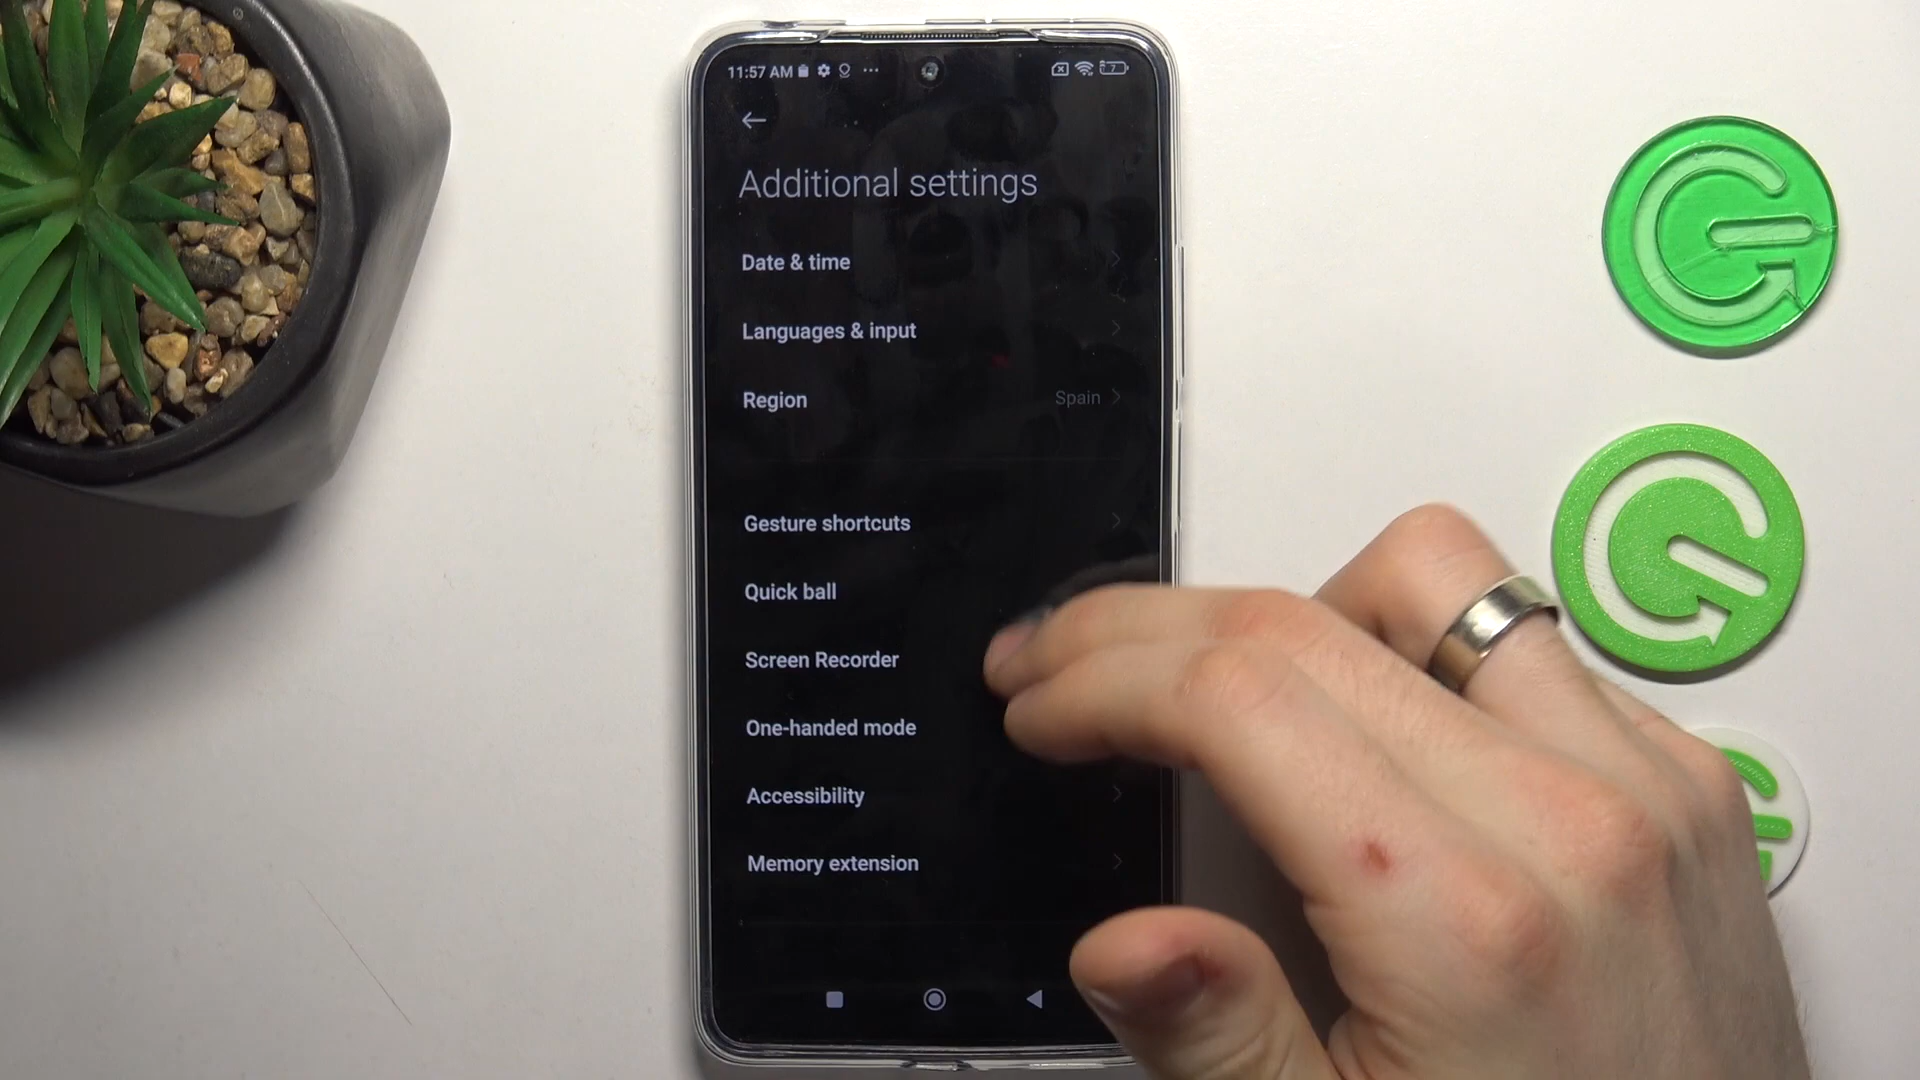 11:57 AM
7
Additional settings
Date & time
Languages & input
Region Spain
Gesture shortcuts
Quick ball
Screen Recorder
One-handed mode
Accessibility
Memory extension